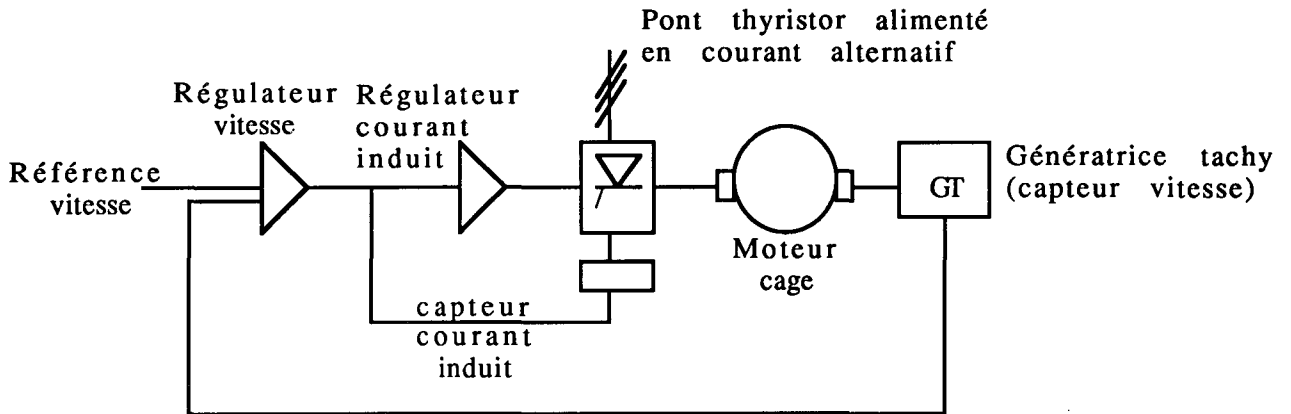 Pont thyristor alimenté
en courant alternatif
Régulateur
vitesse
Régulateur
courant
induit
Référence
vitesse
Génératrice tachy
(capteur vitesse)
GT
Moteur
cage
capteur
courant
induit